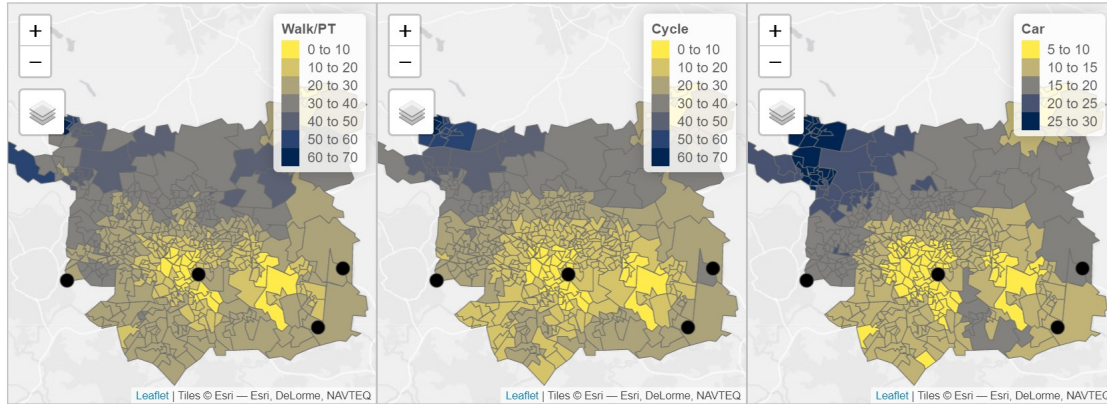 +
−
Walk/PT
0 to 10
10 to 20
20 to 30
30 to 40
40 to 50
50 to 60
60 to 70
Leaflet | Tiles © Esri — Esri, DeLorme, NAVTEQ
+
−
Cycle
0 to 10
10 to 20
20 to 30
30 to 40
40 to 50
50 to 60
60 to 70
Leaflet | Tiles © Esri — Esri, DeLorme, NAVTEQ
+
−
Car
5 to 10
10 to 15
15 to 20
20 to 25
25 to 30
Leaflet | Tiles © Esri — Esri, DeLorme, NAVTEQ